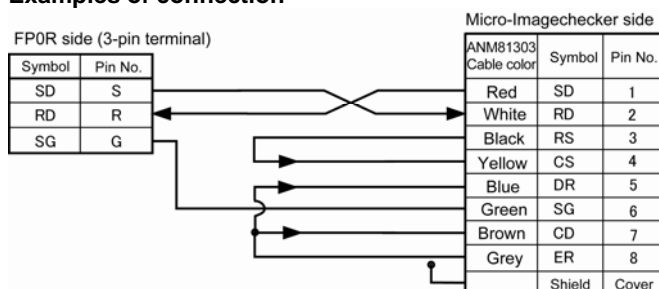 Examples of connection
Micro-Imagechecker side
FP0R side (3-pin terminal)
Symbol Pin No.
SD S
RD R
SG G
ANM81303
Cable color Symbol Pin No.
Red SD 1
White RD 2
Black RS 3
Yellow CS 4
Blue DR 5
Green SG 6
Brown CD 7
Grey ER 8
Shield Cover